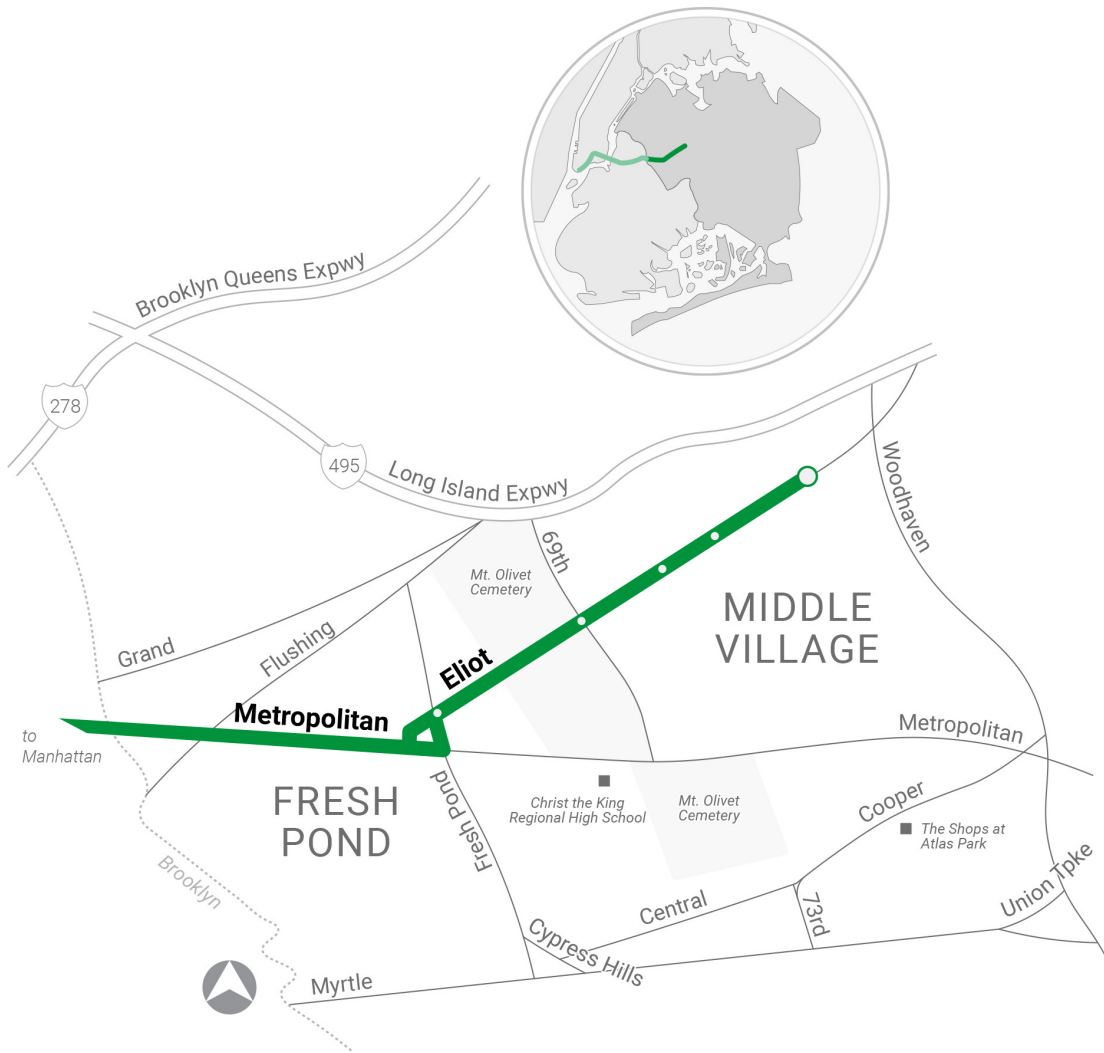 Brooklyn Queens Expwy
278
495
Long Island Expwy
Woodhaven
69th
Mt. Olivet
Cemetery
MIDDLE
VILLAGE
Grand
Flushing
Eliot
Metropolitan
to
Manhattan
Metropolitan
FRESH
POND
Fresh Pond
Christ the King
Regional High School
Mt. Olivet
Cemetery
Cooper
The Shops at
Atlas Park
Brooklyn
Central
73rd
Union Tpke
Cypress Hills
Myrtle